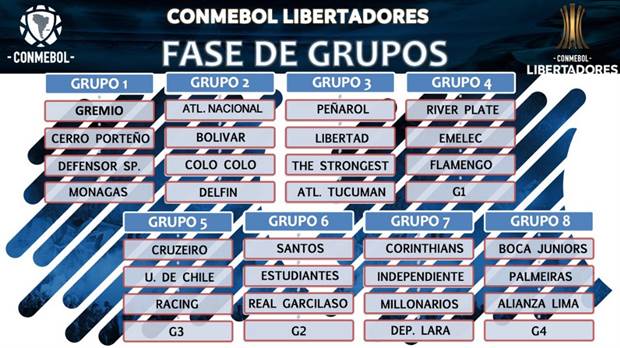 CONMEBOL LIBERTADORES
FASE DE GRUPOS
-CONMEBOL-
-CONMEBOL-
LIBERTADORES
GRUPO 1
GREMIO
CERRO PORTEÑO
DEFENSOR SP.
MONAGAS
GRUPO 2
ATL. NACIONAL
BOLIVAR
COLO COLO
DELFIN
GRUPO 3
PEÑAROL
LIBERTAD
THE STRONGEST
ATL. TUCUMAN
GRUPO 4
RIVER PLATE
EMELEC
FLAMENGO
G1
GRUPO 5
CRUZEIRO
U. DE CHILE
RACING
G3
GRUPO 6
SANTOS
ESTUDIANTES
REAL GARCILASO
G2
GRUPO 7
CORINTHIANS
INDEPENDIENTE
MILLONARIOS
DEP. LARA
GRUPO 8
BOCA JUNIORS
PALMEIRAS
ALIANZA LIMA
G4